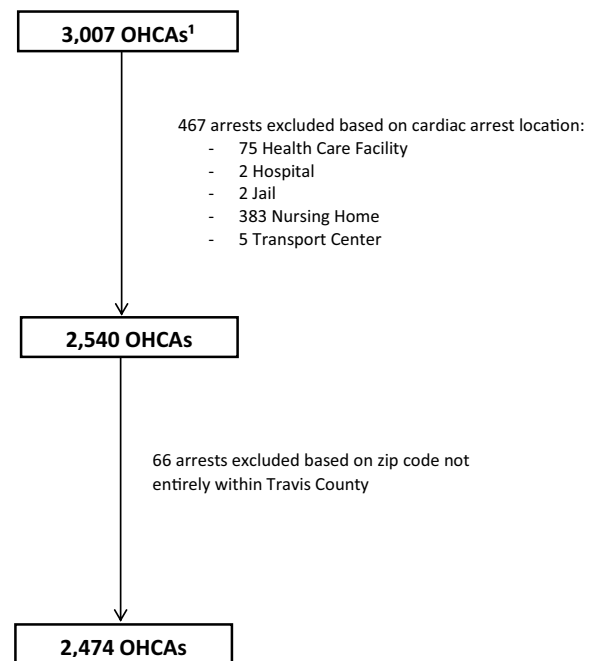 3,007 OHCAs¹
467 arrests excluded based on cardiac arrest location:
- 75 Health Care Facility
- 2 Hospital
- 2 Jail
- 383 Nursing Home
- 5 Transport Center
2,540 OHCAs
66 arrests excluded based on zip code not
entirely within Travis County
2,474 OHCAs